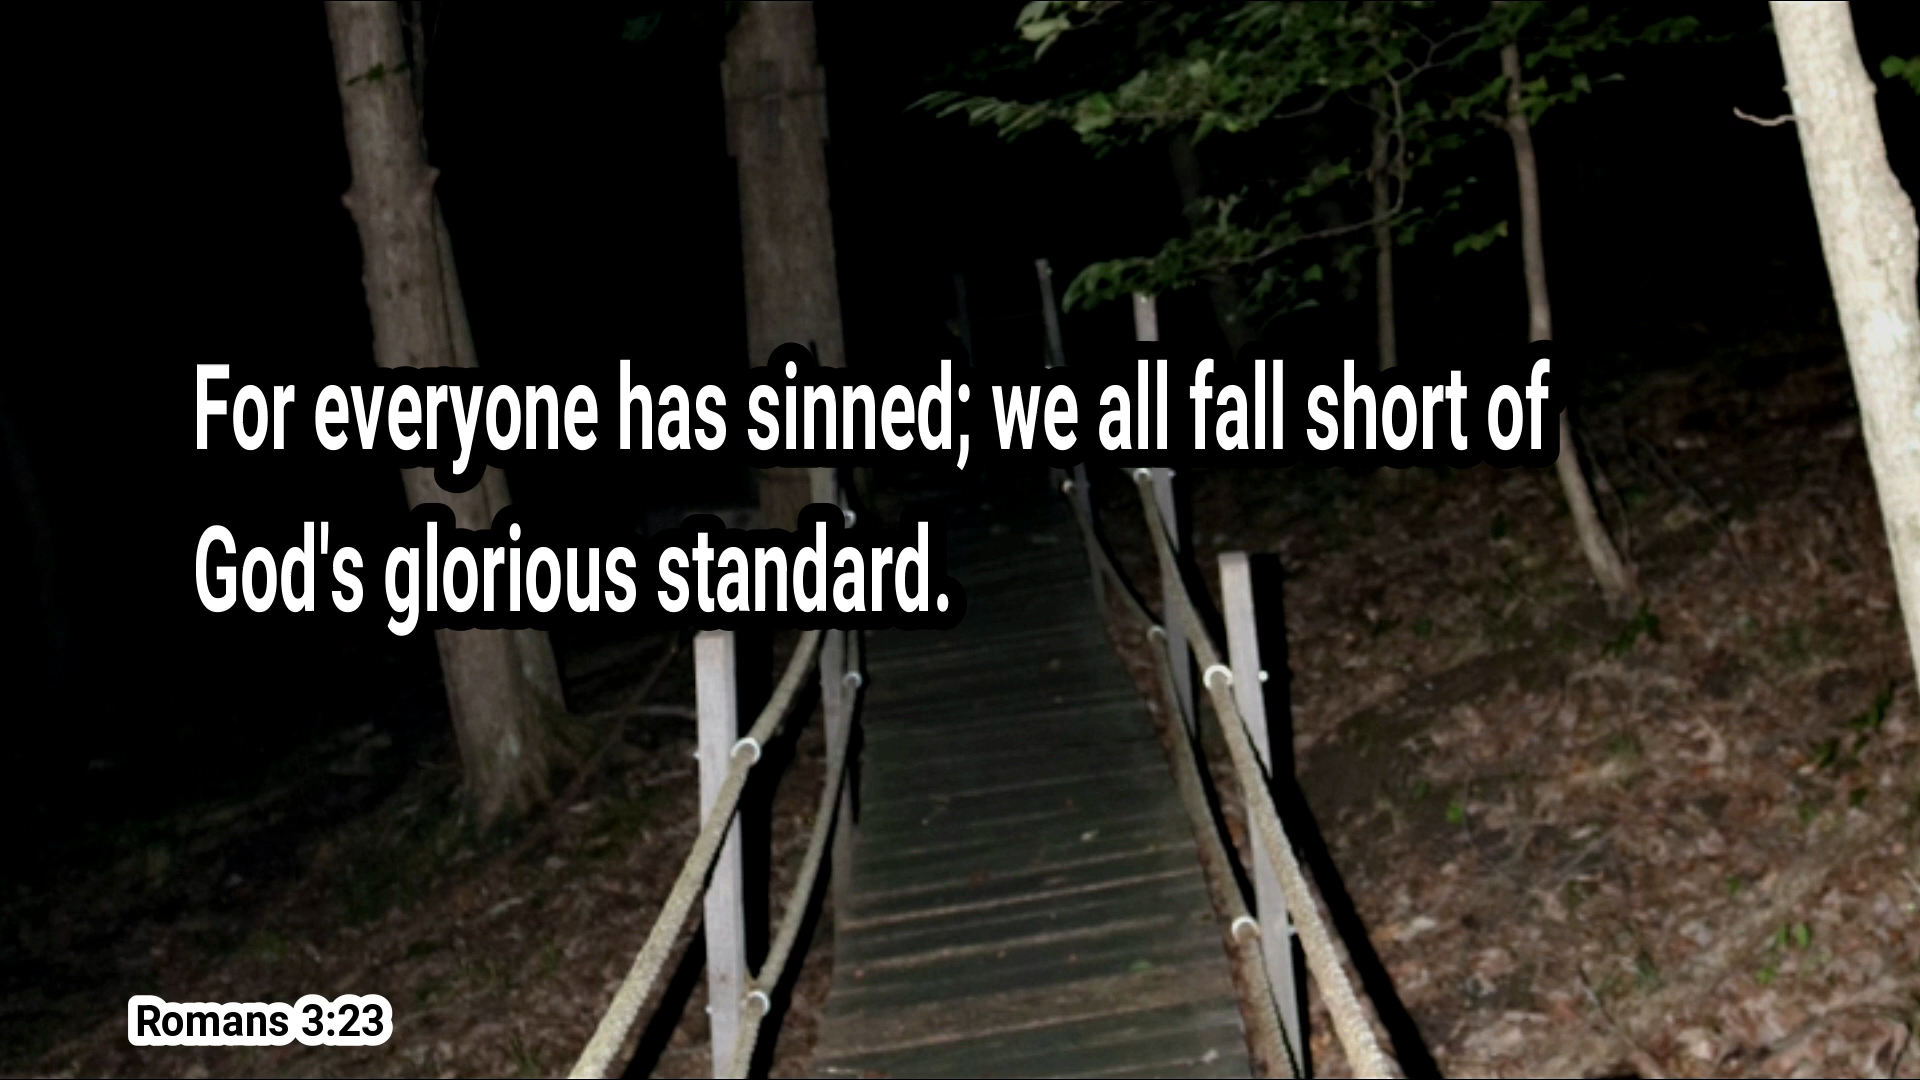 For everyone has sinned; we all fall short of
God's glorious standard.
Romans 3:23